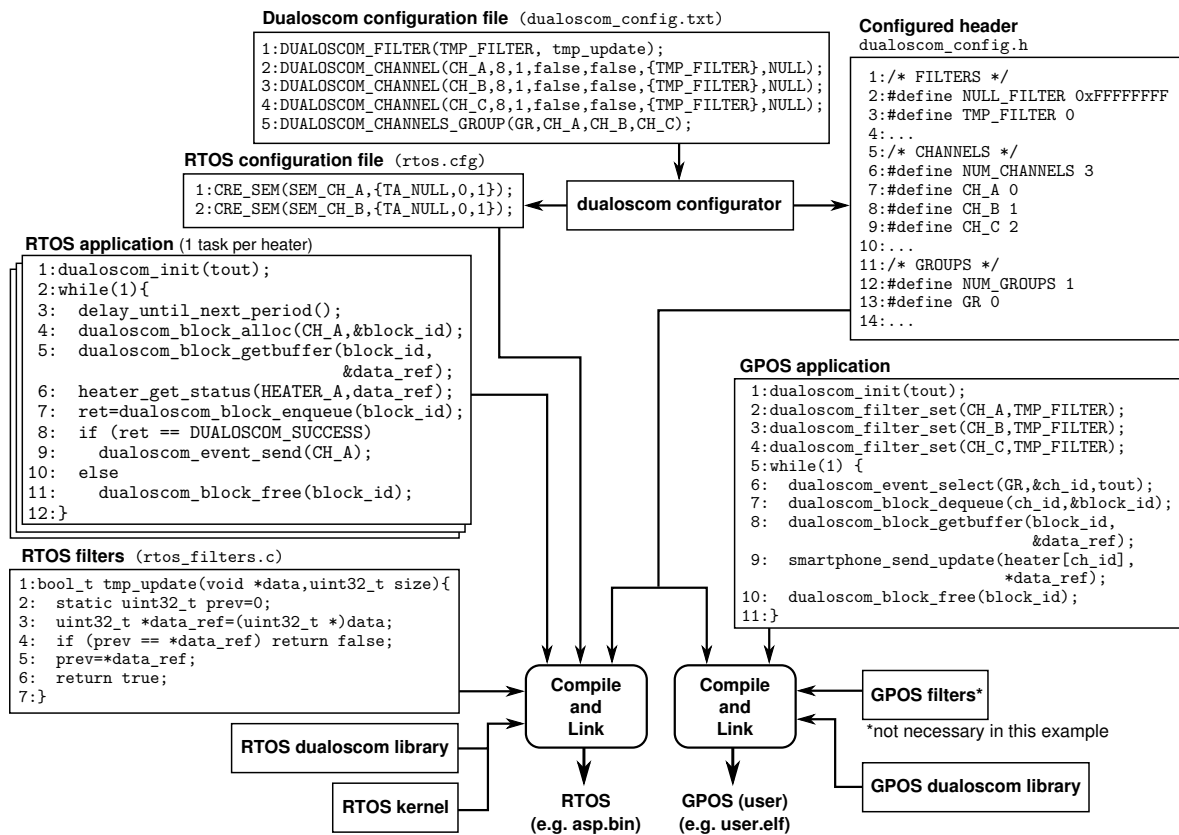 Dualoscom configuration file (dualoscom_config.txt)
1:DUALOSCOM_FILTER(TMP_FILTER, tmp_update);
2:DUALOSCOM_CHANNEL(CH_A,8,1,false,false,{TMP_FILTER},NULL);
3:DUALOSCOM_CHANNEL(CH_B,8,1,false,false,{TMP_FILTER},NULL);
4:DUALOSCOM_CHANNEL(CH_C,8,1,false,false,{TMP_FILTER},NULL);
5:DUALOSCOM_CHANNELS_GROUP(GR,CH_A,CH_B,CH_C);
Configured header
dualoscom_config.h
1:/* FILTERS */
2:#define NULL_FILTER 0xFFFFFFFF
3:#define TMP_FILTER 0
4:...
5:/* CHANNELS */
6:#define NUM_CHANNELS 3
7:#define CH_A 0
8:#define CH_B 1
9:#define CH_C 2
10:...
11:/* GROUPS */
12:#define NUM_GROUPS 1
13:#define GR 0
14:...
RTOS configuration file (rtos.cfg)
1:CRE_SEM(SEM_CH_A,{TA_NULL,0,1});
2:CRE_SEM(SEM_CH_B,{TA_NULL,0,1});
dualoscom configurator
RTOS application (1 task per heater)
1:dualoscom_init(tout);
2:while(1){
3:  delay_until_next_period();
4:  dualoscom_block_alloc(CH_A,&block_id);
5:  dualoscom_block_getbuffer(block_id,
&data_ref);
6:  heater_get_status(HEATER_A,data_ref);
7:  ret=dualoscom_block_enqueue(block_id);
8:  if (ret == DUALOSCOM_SUCCESS)
9:    dualoscom_event_send(CH_A);
10:  else
11:    dualoscom_block_free(block_id);
12:}
GPOS application
1:dualoscom_init(tout);
2:dualoscom_filter_set(CH_A,TMP_FILTER);
3:dualoscom_filter_set(CH_B,TMP_FILTER);
4:dualoscom_filter_set(CH_C,TMP_FILTER);
5:while(1) {
6:  dualoscom_event_select(GR,&ch_id,tout);
7:  dualoscom_block_dequeue(ch_id,&block_id);
8:  dualoscom_block_getbuffer(block_id,
&data_ref);
9:  smartphone_send_update(heater[ch_id],
*data_ref);
10:  dualoscom_block_free(block_id);
11:}
RTOS filters (rtos_filters.c)
1:bool_t tmp_update(void *data,uint32_t size){
2:  static uint32_t prev=0;
3:  uint32_t *data_ref=(uint32_t *)data;
4:  if (prev == *data_ref) return false;
5:  prev=*data_ref;
6:  return true;
7:}
Compile
and
Link
Compile
and
Link
GPOS filters*
*not necessary in this example
RTOS dualoscom library
GPOS dualoscom library
RTOS kernel
RTOS
(e.g. asp.bin)
GPOS (user)
(e.g. user.elf)